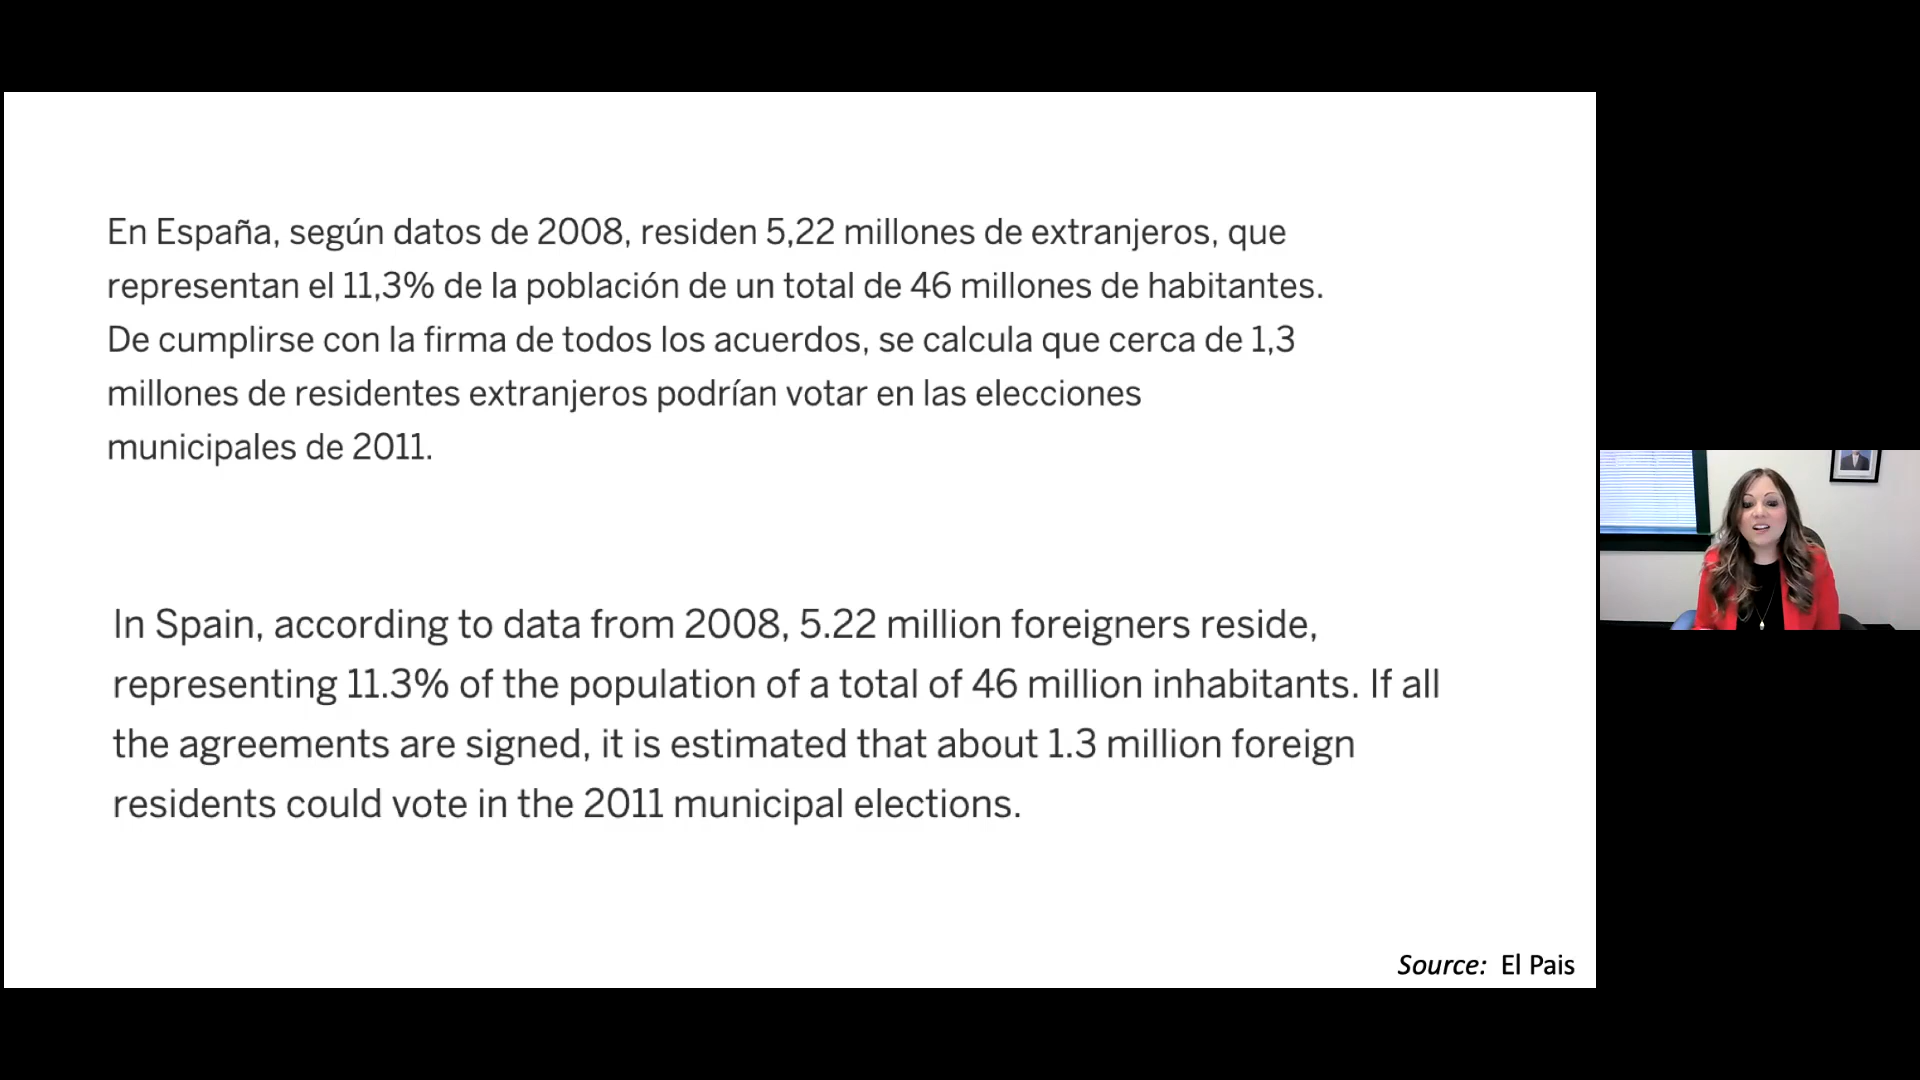 En España, según datos de 2008, residen 5,22 millones de extranjeros, que
representan el 11,3% de la población de un total de 46 millones de habitantes.
De cumplirse con la firma de todos los acuerdos, se calcula que cerca de 1,3
millones de residentes extranjeros podrían votar en las elecciones
municipales de 2011.
In Spain, according to data from 2008, 5.22 million foreigners reside,
representing 11.3% of the population of a total of 46 million inhabitants. If all
the agreements are signed, it is estimated that about 1.3 million foreign
residents could vote in the 2011 municipal elections.
Source: El Pais